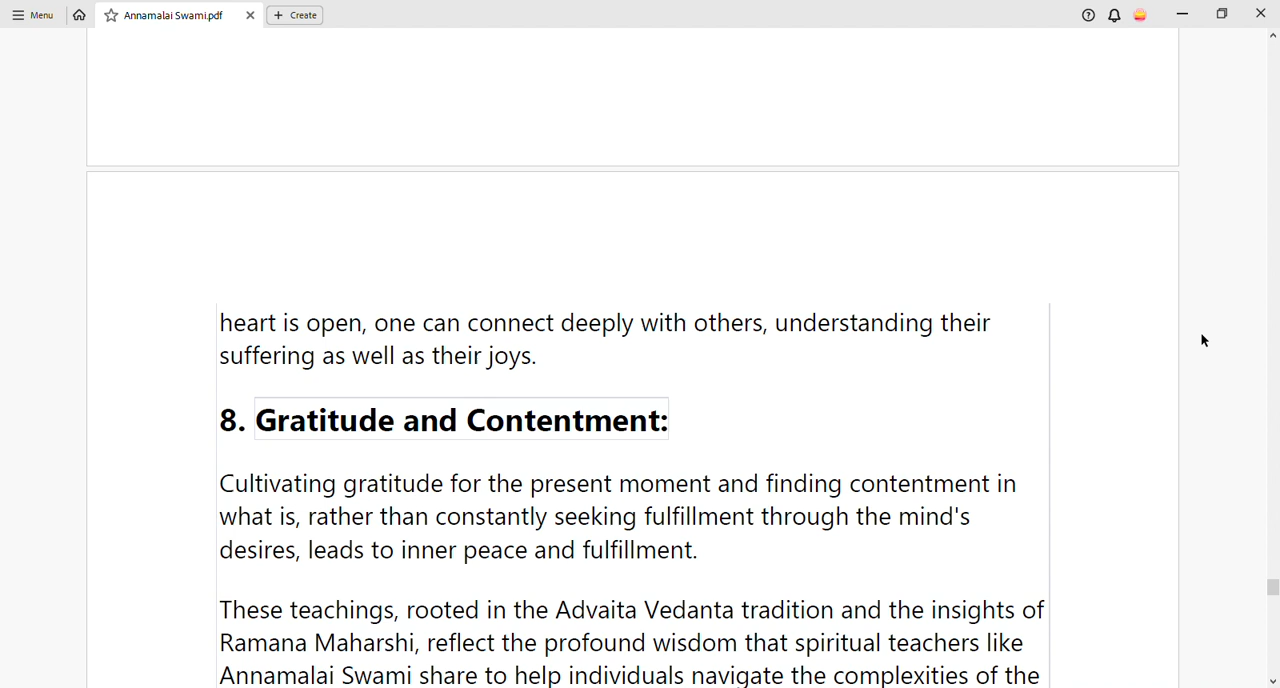 Menu
Annamalai Swami.pdf
+ Create
heart is open, one can connect deeply with others, understanding their
suffering as well as their joys.
8. Gratitude and Contentment:
Cultivating gratitude for the present moment and finding contentment in
what is, rather than constantly seeking fulfillment through the mind's
desires, leads to inner peace and fulfillment.
These teachings, rooted in the Advaita Vedanta tradition and the insights of
Ramana Maharshi, reflect the profound wisdom that spiritual teachers like
Annamalai Swami share to help individuals navigate the complexities of the